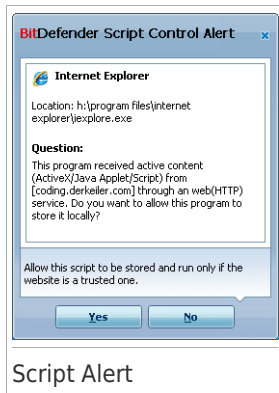 BitDefender Script Control Alert x
Internet Explorer
Location: h:\program files\internet
explorer\iexplore.exe
Question:
This program received active content
(ActiveX/Java Applet/Script) from
[coding.derkeiler.com] through an web(HTTP)
service. Do you want to allow this program to
store it locally?
Allow this script to be stored and run only if the
website is a trusted one.
Yes No
Script Alert